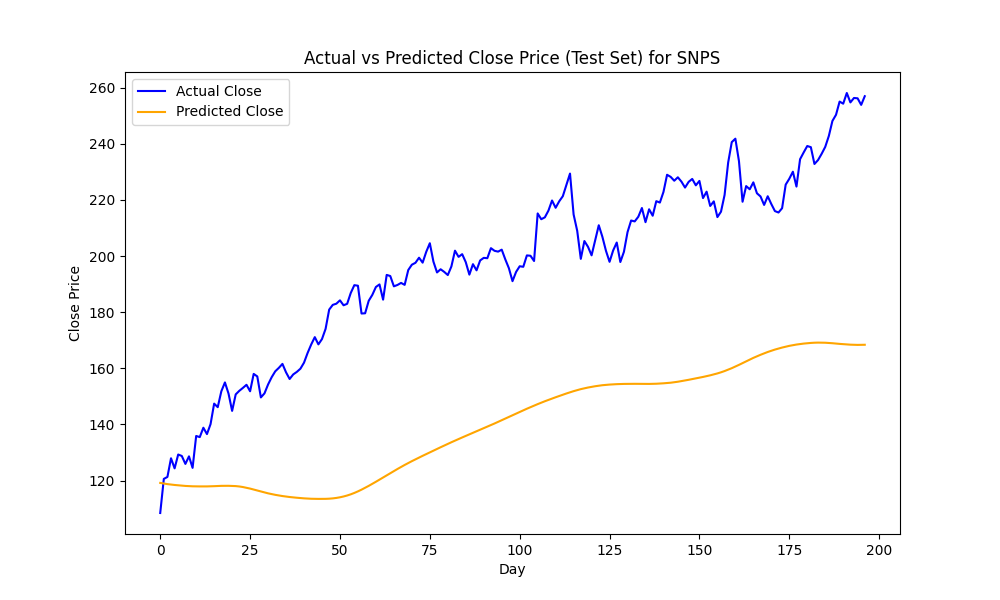 Actual vs Predicted Close Price (Test Set) for SNPS
Actual Close
Predicted Close
Close Price
260
240
220
200
180
160
140
120
0 25 50 75 100 125 150 175 200
Day